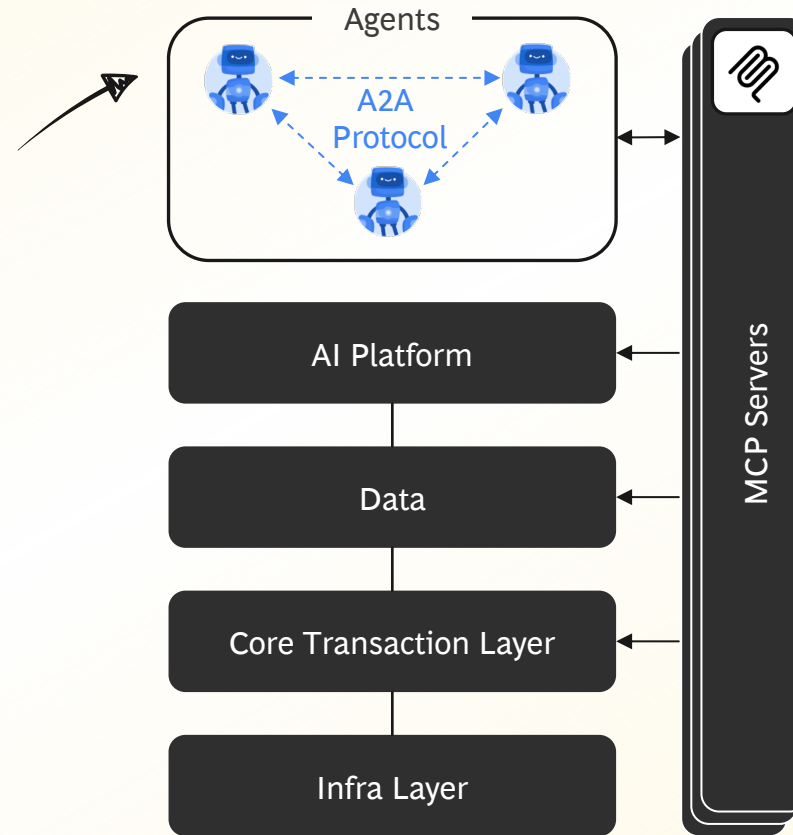 Agents
A2A
Protocol
AI Platform
Data
Core Transaction Layer
Infra Layer
MCP Servers